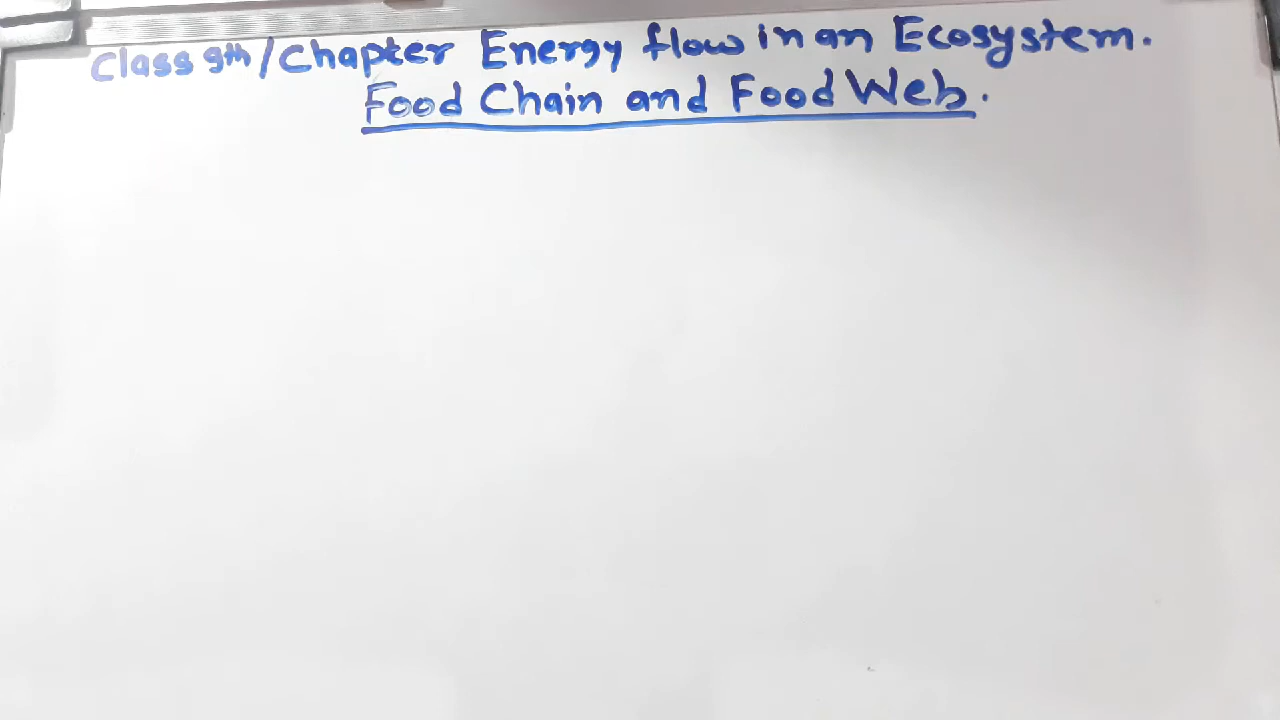 Class 9th/Chapter Energy flow in an Ecosystem.
Food Chain and Food Web.